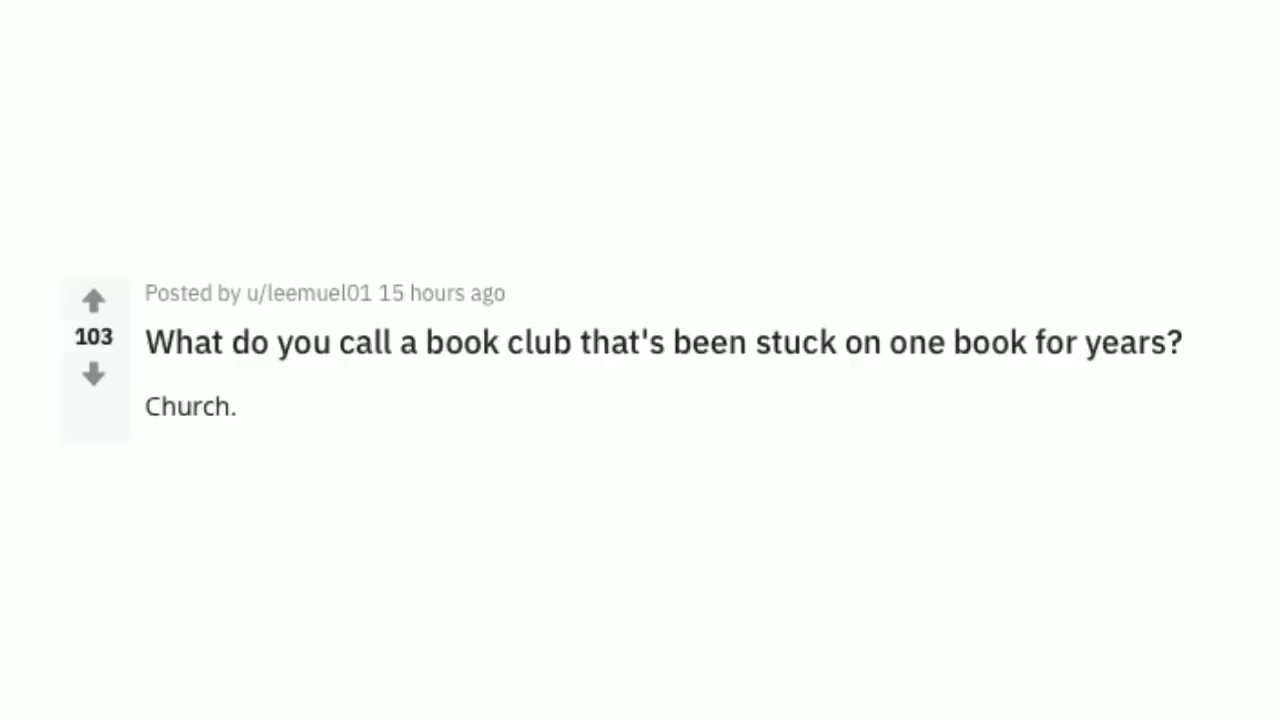 Posted by u/leemuel01 15 hours ago
103
What do you call a book club that's been stuck on one book for years?
Church.